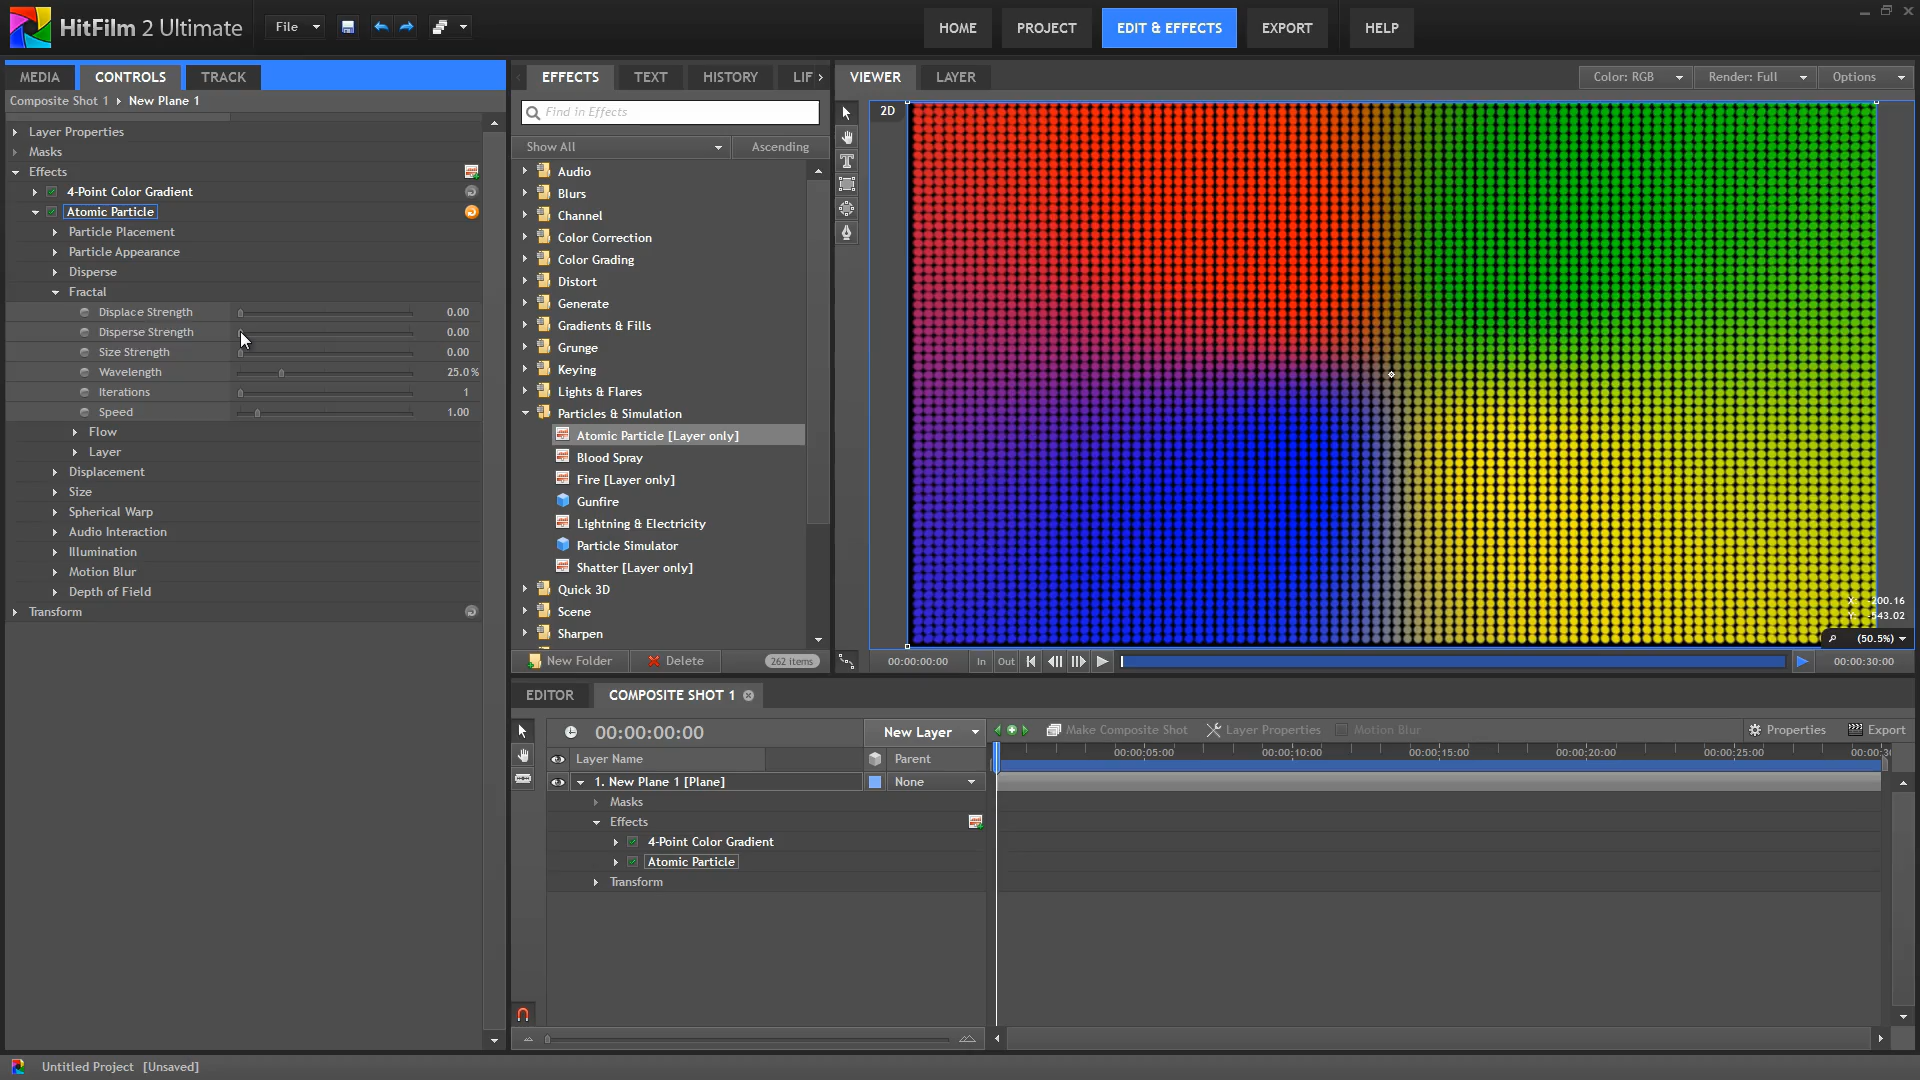 HitFilm 2 Ultimate
File
HOME
PROJECT
EDIT & EFFECTS
EXPORT
HELP
MEDIA
CONTROLS
TRACK
Composite Shot 1 New Plane 1
Layer Properties
Masks
Effects
4-Point Color Gradient
Atomic Particle
Particle Placement
Particle Appearance
Disperse
Fractal
Displace Strength 0.00
Disperse Strength 0.00
Size Strength 0.00
Wavelength 25.0%
Iterations 1
Speed 1.00
Flow
Layer
Displacement
Size
Spherical Warp
Audio Interaction
Illumination
Motion Blur
Depth of Field
Transform
EFFECTS
TEXT
HISTORY
LIF
Find in Effects
Show All
Ascending
Audio
Blurs
Channel
Color Correction
Color Grading
Distort
Generate
Gradients & Fills
Grunge
Keying
Lights & Flares
Particles & Simulation
Atomic Particle [Layer only]
Blood Spray
Fire [Layer only]
Gunfire
Lightning & Electricity
Particle Simulator
Shatter [Layer only]
Quick 3D
Scene
Sharpen
New Folder
Delete
262 items
VIEWER
LAYER
Color: RGB
Render: Full
Options
2D
X: -200.16
Y: -543.02
(50.5%)
00:00:00:00
In
Out
00:00:30:00
EDITOR
COMPOSITE SHOT 1
00:00:00:00
New Layer
Make Composite Shot
Layer Properties
Motion Blur
Properties
Export
Layer Name
Parent
00:00:05:00
00:00:10:00
00:00:15:00
00:00:20:00
00:00:25:00
1. New Plane 1 [Plane]
None
Masks
Effects
4-Point Color Gradient
Atomic Particle
Transform
Untitled Project [Unsaved]